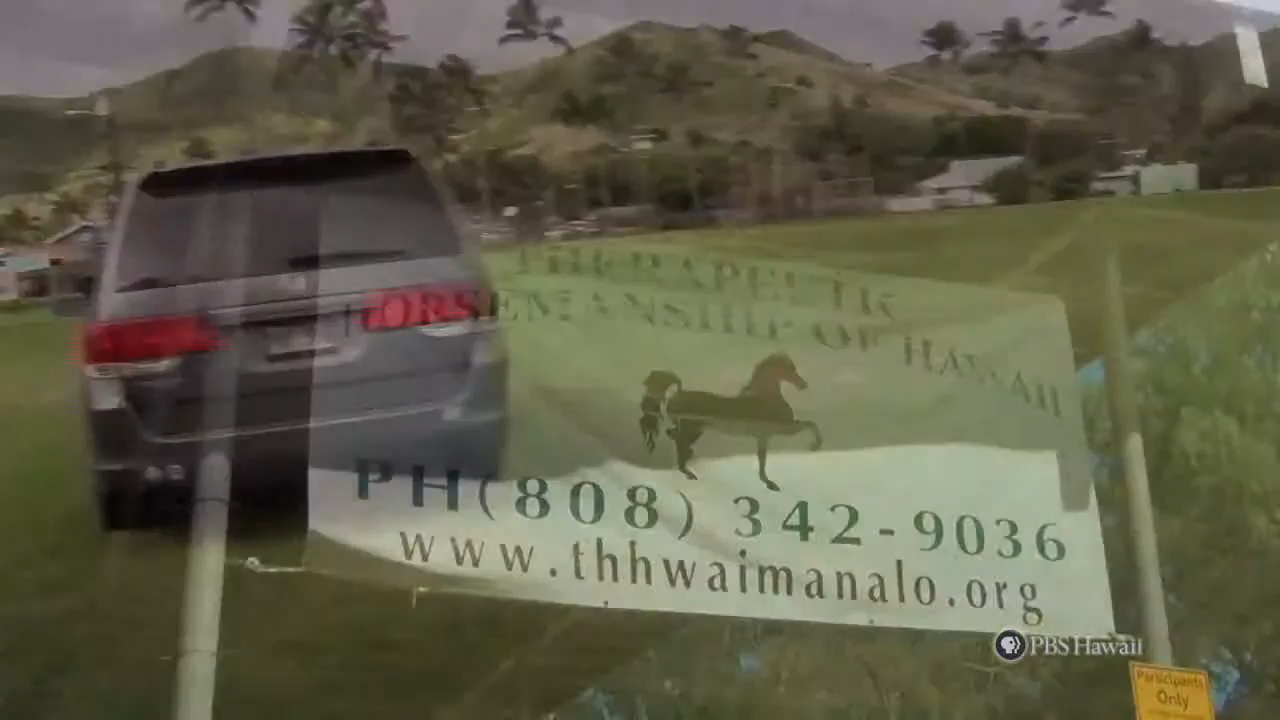 THERAPEUTIC
HORSEMANSHIP OF HAWAII
PH(808) 342-9036
www.thhwaimanalo.org
PBS Hawaii
Participants
Only